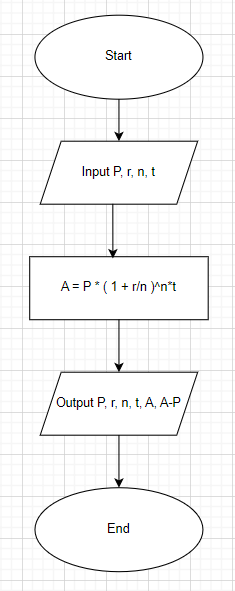 Start
Input P, r, n, t
A = P * ( 1 + r/n )^n*t
Output P, r, n, t, A, A-P
End